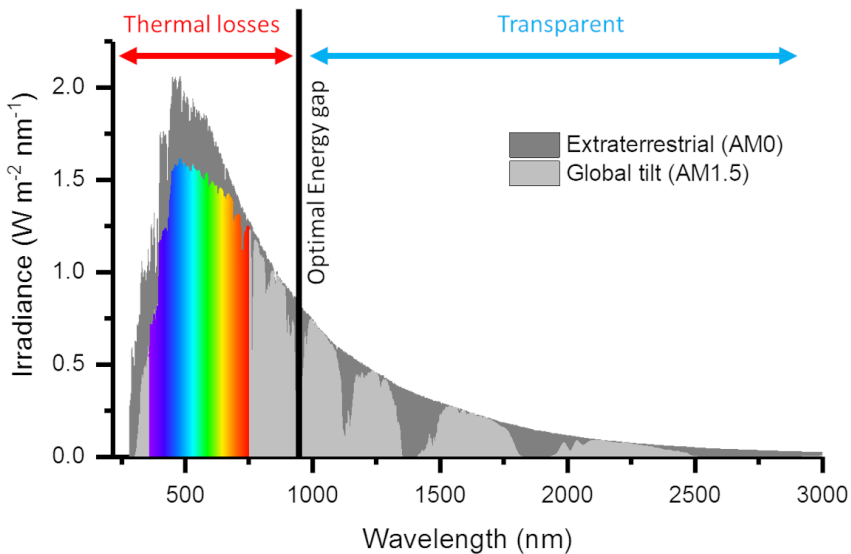 Thermal losses
Transparent
Irradiance (W m⁻² nm⁻¹)
2.0
1.5
1.0
0.5
0.0
Optimal Energy gap
Extraterrestrial (AM0)
Global tilt (AM1.5)
500
1000
1500
2000
2500
3000
Wavelength (nm)